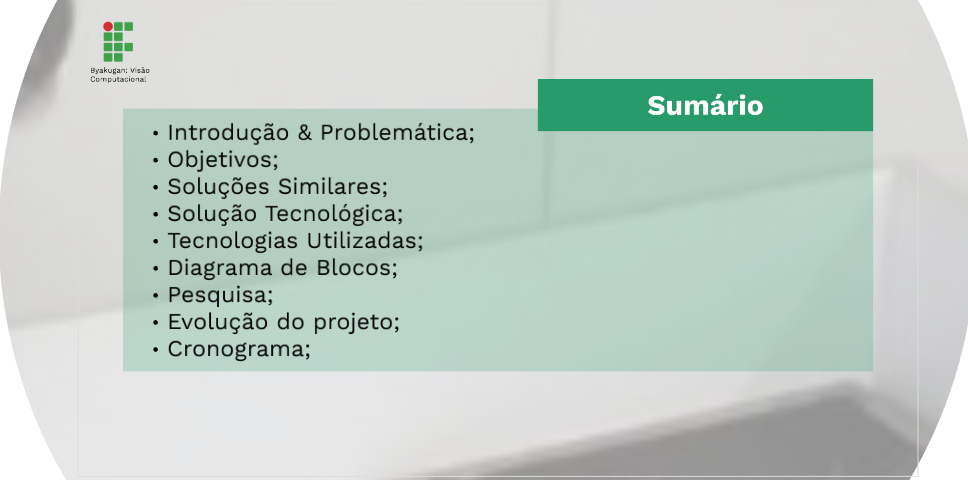 Byakugan: Visão
Computacional
Sumário
• Introdução & Problemática;
• Objetivos;
• Soluções Similares;
• Solução Tecnológica;
• Tecnologias Utilizadas;
• Diagrama de Blocos;
• Pesquisa;
• Evolução do projeto;
• Cronograma;